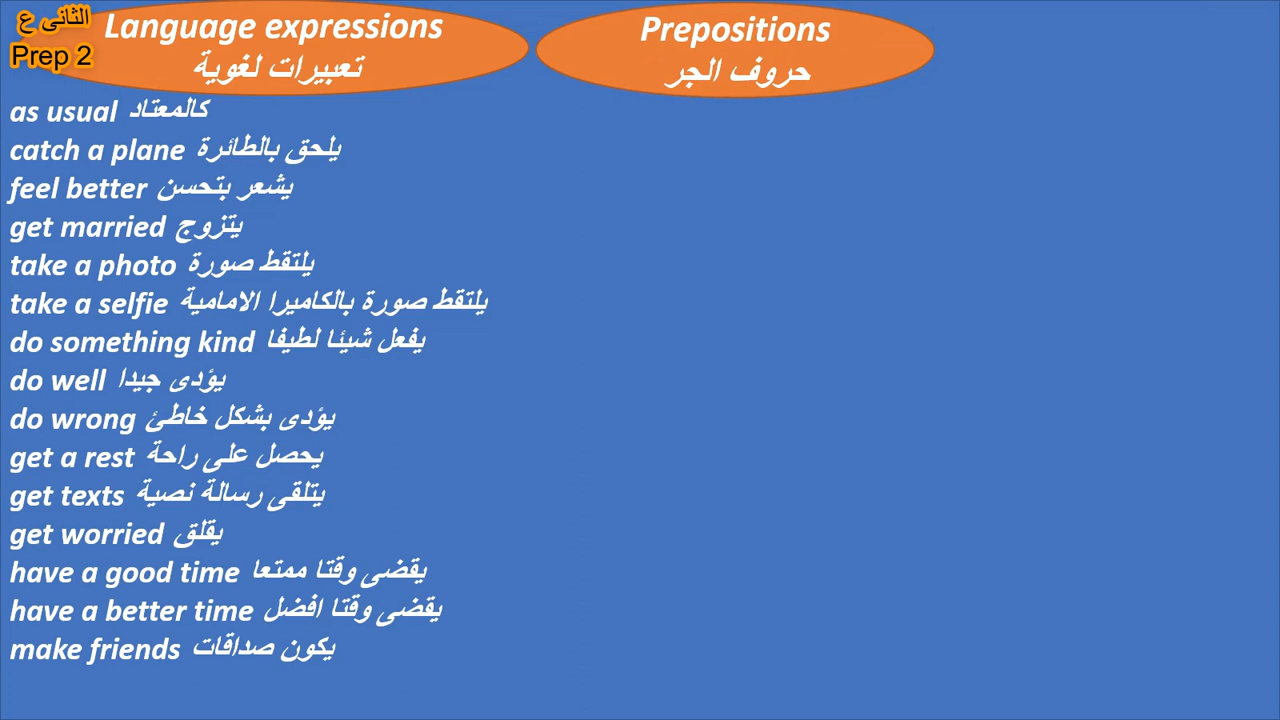 الثانى ع
Prep 2
Language expressions
تعبيرات لغوية
Prepositions
حروف الجر
as usual كالمعتاد
catch a plane يلحق بالطائرة
feel better يشعر بتحسن
get married يتزوج
take a photo يلتقط صورة
take a selfie يلتقط صورة بالكاميرا الامامية
do something kind يفعل شيئا لطيفا
do well يؤدى جيدا
do wrong يؤدى بشكل خاطئ
get a rest يحصل على راحة
get texts يتلقى رسالة نصية
get worried يقلق
have a good time يقضى وقتا ممتعا
have a better time يقضى وقتا افضل
make friends يكون صداقات